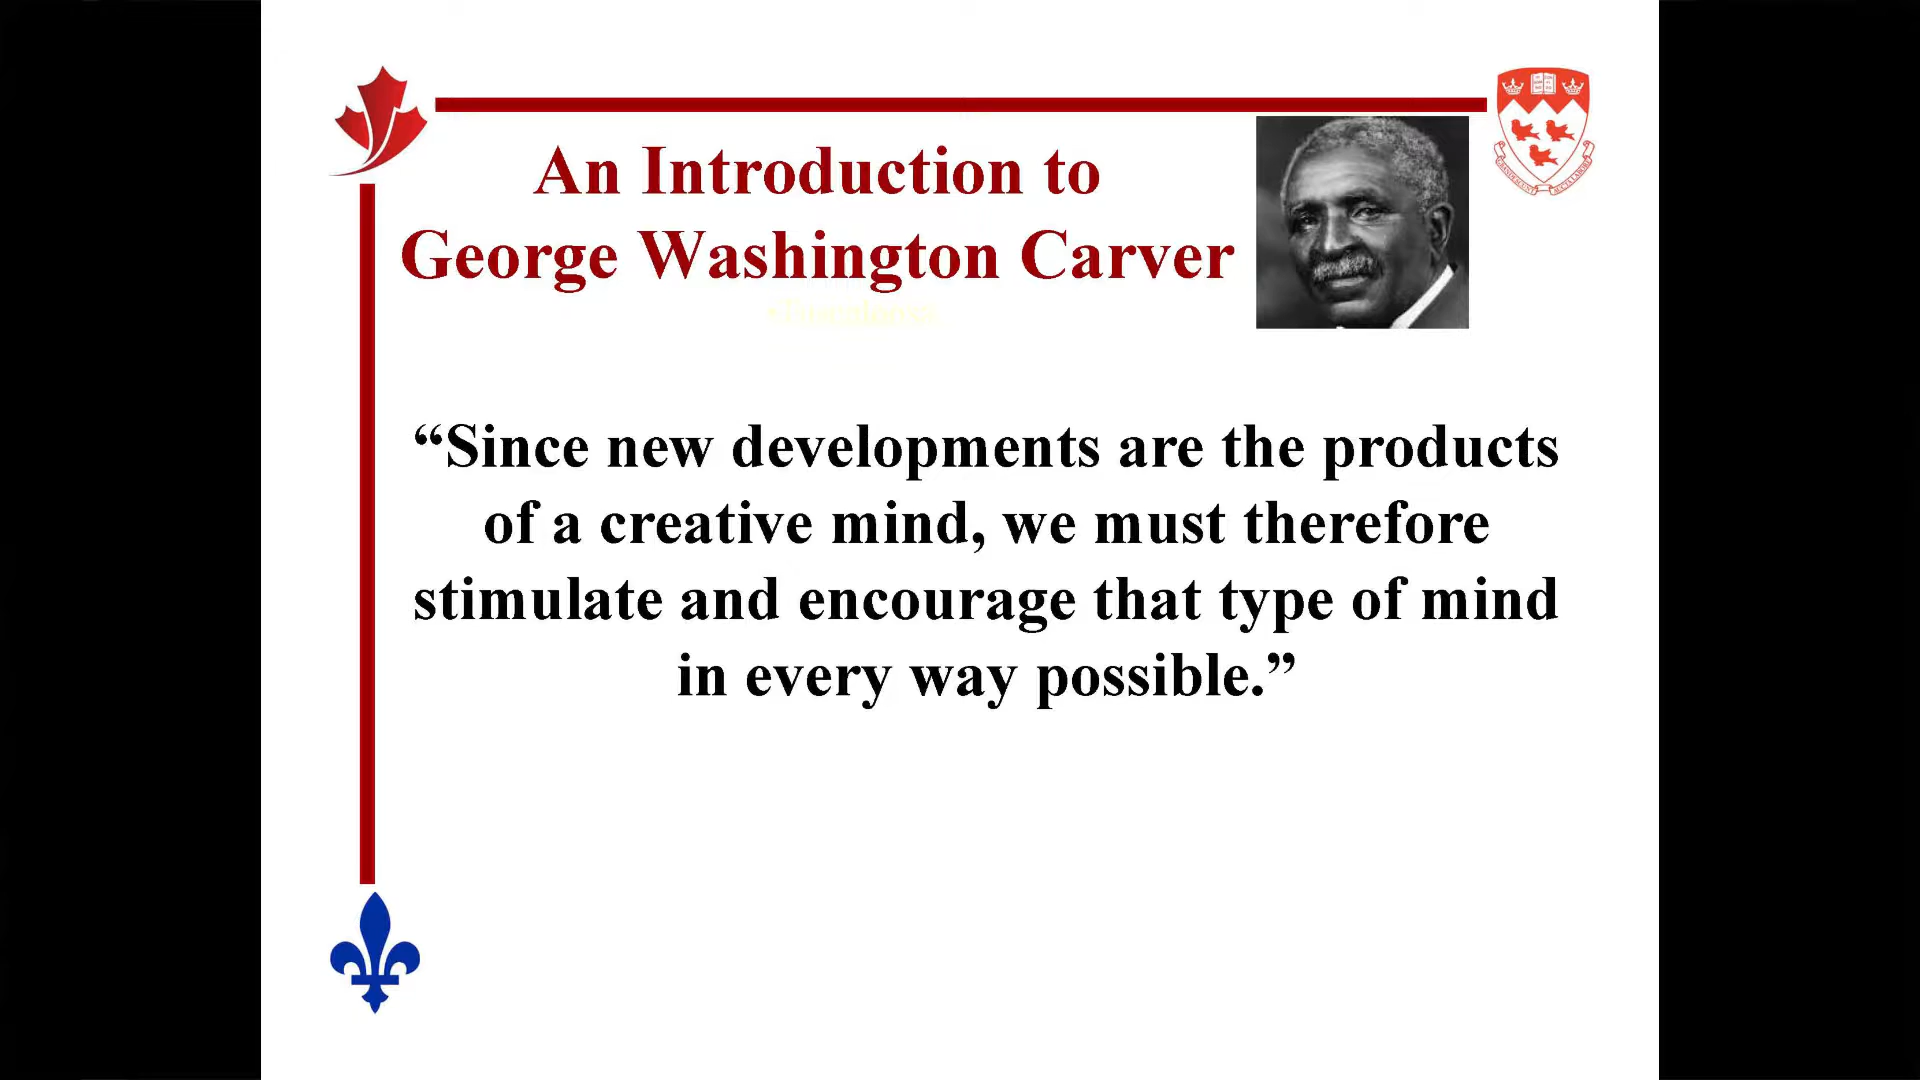 An Introduction to
George Washington Carver
“Since new developments are the products
of a creative mind, we must therefore
stimulate and encourage that type of mind
in every way possible.”